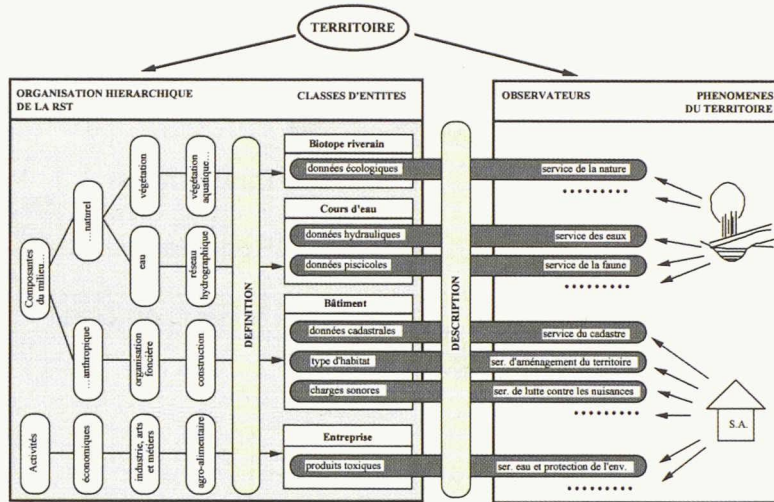 TERRITOIRE
ORGANISATION HIERARCHIQUE
DE LA RST
CLASSES D'ENTITES
OBSERVATEURS
PHENOMENES
DU TERRITOIRE
Composantes
du milieu...
...naturel
...anthropique
végétation
eau
organisation
foncière
végétation
aquatique...
réseau
hydrographique
construction
Activités
économiques
industrie, arts
et métiers
agro-alimentaire
DEFINITION
Biotope riverain
données écologiques
Cours d'eau
données hydrauliques
données piscicoles
Bâtiment
données cadastrales
type d'habitat
charges sonores
Entreprise
produits toxiques
DESCRIPTION
service de la nature
.........
service des eaux
service de la faune
.........
service du cadastre
ser. d'aménagement du territoire
ser. de lutte contre les nuisances
.........
ser. eau et protection de l'env.
.........
S.A.